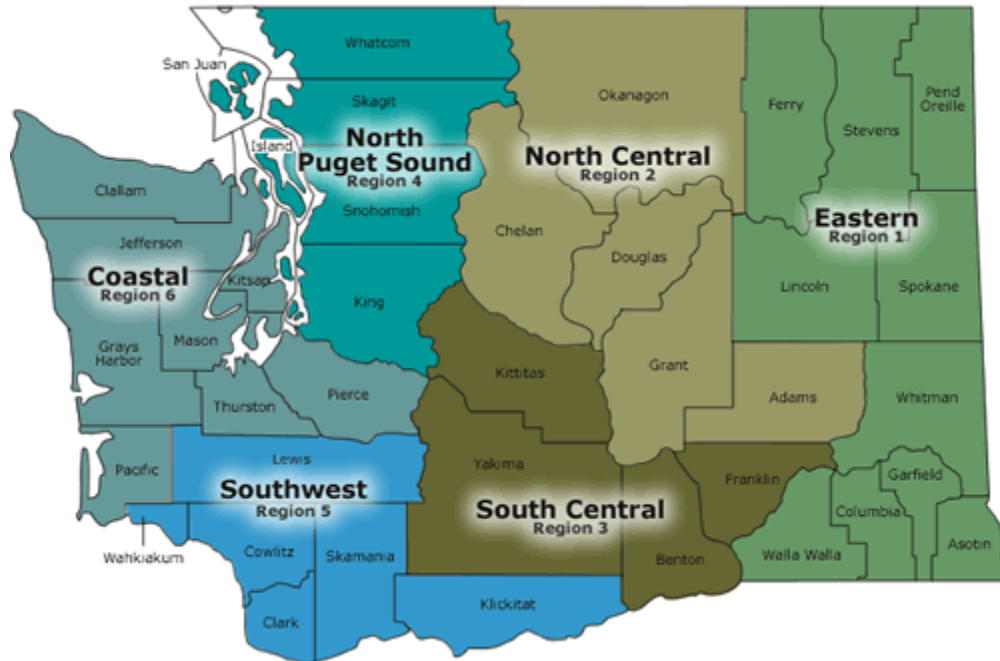 Whatcom
San Juan
Skagit
Island
North
Puget Sound
Region 4
Snohomish
King
Okanagon
North Central
Region 2
Chelan
Douglas
Grant
Adams
Ferry
Stevens
Pend
Oreille
Eastern
Region 1
Lincoln
Spokane
Whitman
Garfield
Columbia
Walla Walla
Asotin
Clallam
Jefferson
Coastal
Region 6
Kitsap
Grays
Harbor
Mason
Thurston
Pierce
Pacific
Kittitas
Yakima
South Central
Region 3
Franklin
Benton
Lewis
Southwest
Region 5
Wahkiakum
Cowlitz
Skamania
Clark
Klickitat